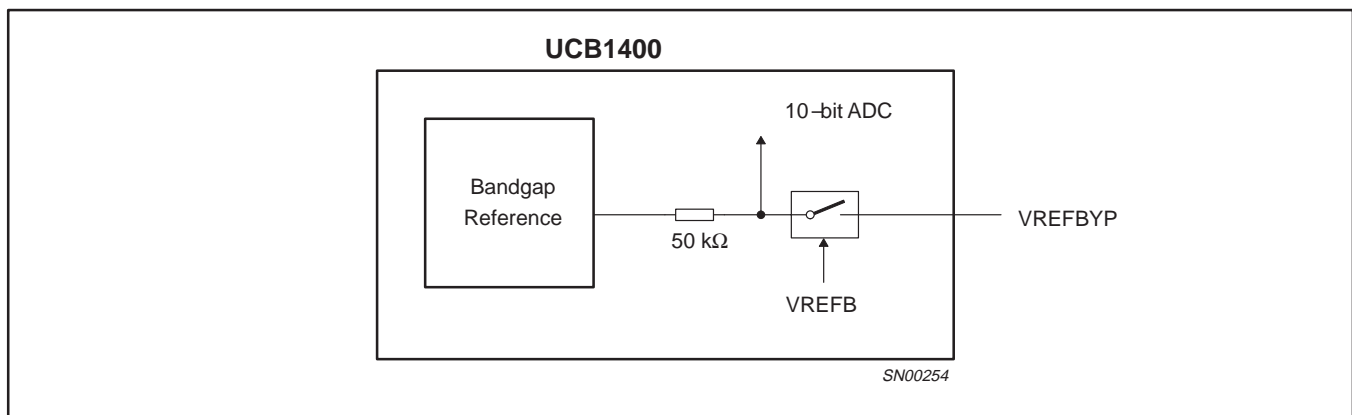 UCB1400
10–bit ADC
Bandgap
Reference
50 kΩ
VREFBYP
VREFB
SN00254